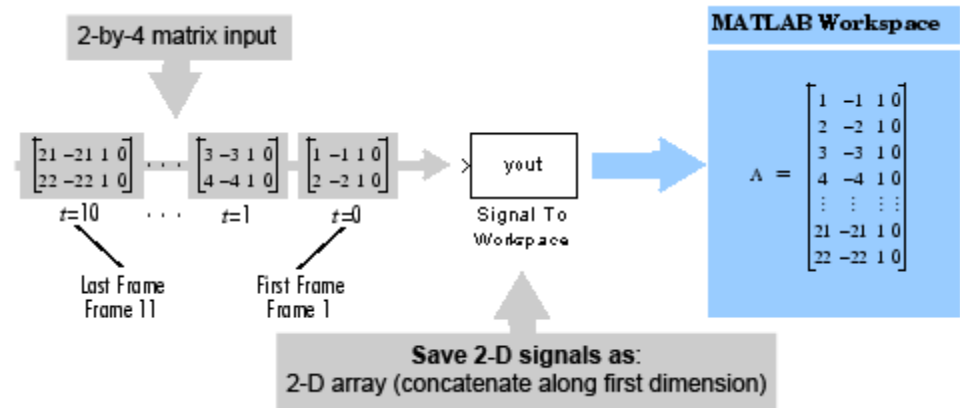 2-by-4 matrix input
[21 -21 1 0
22 -22 1 0]
. . .
[3 -3 1 0
4 -4 1 0]
[1 -1 1 0
2 -2 1 0]
t=10 . . . t=1 t=0
Last Frame
Frame 11
First Frame
Frame 1
yout
Signal To
Workspace
Save 2-D signals as:
2-D array (concatenate along first dimension)
MATLAB Workspace
A =
[1 -1 1 0
2 -2 1 0
3 -3 1 0
4 -4 1 0
⋮ ⋮ ⋮ ⋮
21 -21 1 0
22 -22 1 0]